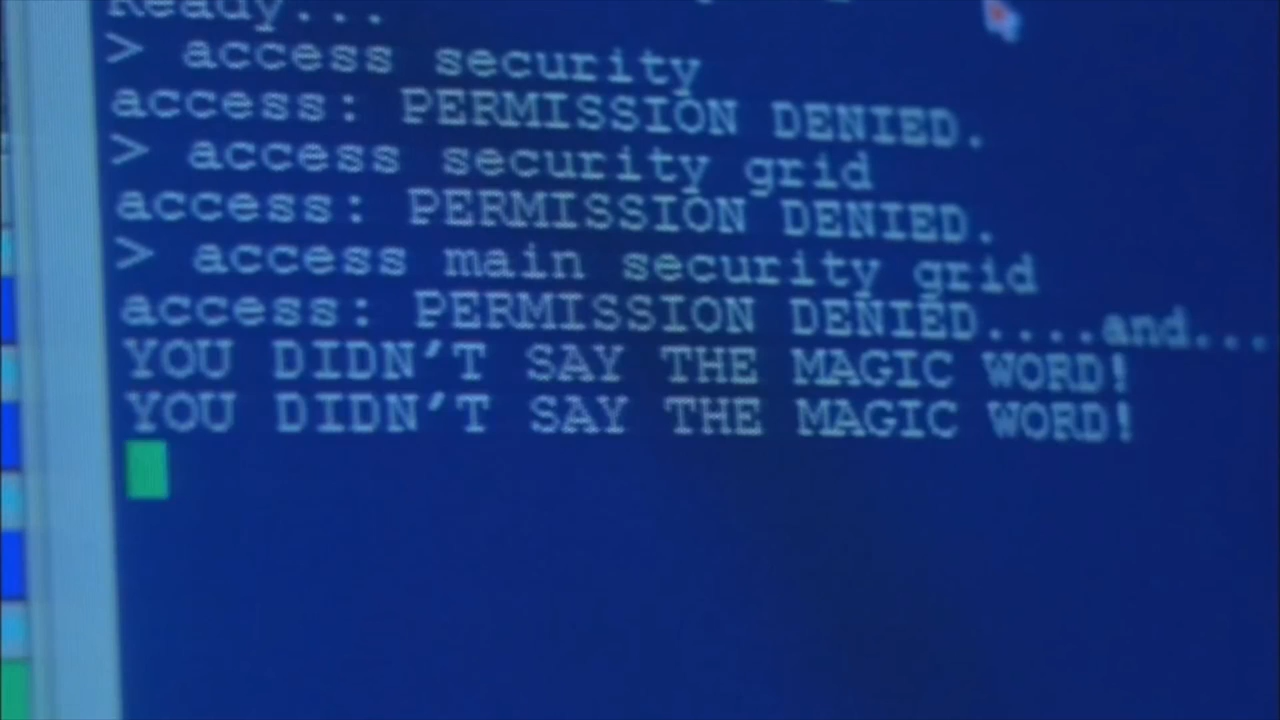 Ready...
> access security
access: PERMISSION DENIED.
> access security grid
access: PERMISSION DENIED.
> access main security grid
access: PERMISSION DENIED....and...
YOU DIDN'T SAY THE MAGIC WORD!
YOU DIDN'T SAY THE MAGIC WORD!